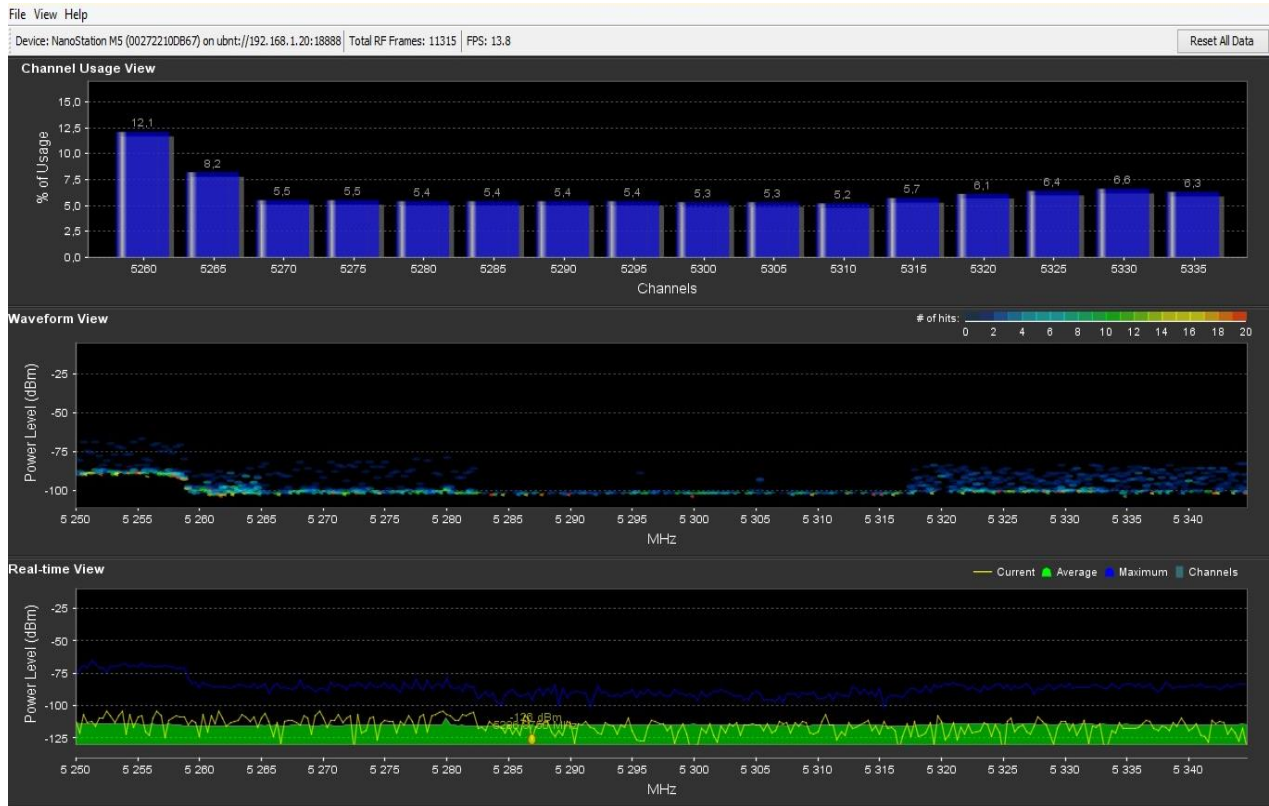 File View Help
Device: NanoStation M5 (00272210DB67) on ubnt://192.168.1.20:18888 Total RF Frames: 11315 FPS: 13.8 Reset All Data
Channel Usage View
% of Usage
15,0
12,5
10,0
7,5
5,0
2,5
0,0
12,1 8,2 5,5 5,5 5,4 5,4 5,4 5,4 5,3 5,3 5,2 5,7 6,1 6,4 6,6 6,3
5260 5265 5270 5275 5280 5285 5290 5295 5300 5305 5310 5315 5320 5325 5330 5335
Channels
Waveform View
# of hits:
0 2 4 6 8 10 12 14 16 18 20
Power Level (dBm)
-25
-50
-75
-100
5 250 5 255 5 260 5 265 5 270 5 275 5 280 5 285 5 290 5 295 5 300 5 305 5 310 5 315 5 320 5 325 5 330 5 335 5 340
MHz
Real-time View
Current Average Maximum Channels
Power Level (dBm)
-25
-50
-75
-100
-125
dBm
MHz
5 250 5 255 5 260 5 265 5 270 5 275 5 280 5 285 5 290 5 295 5 300 5 305 5 310 5 315 5 320 5 325 5 330 5 335 5 340
MHz